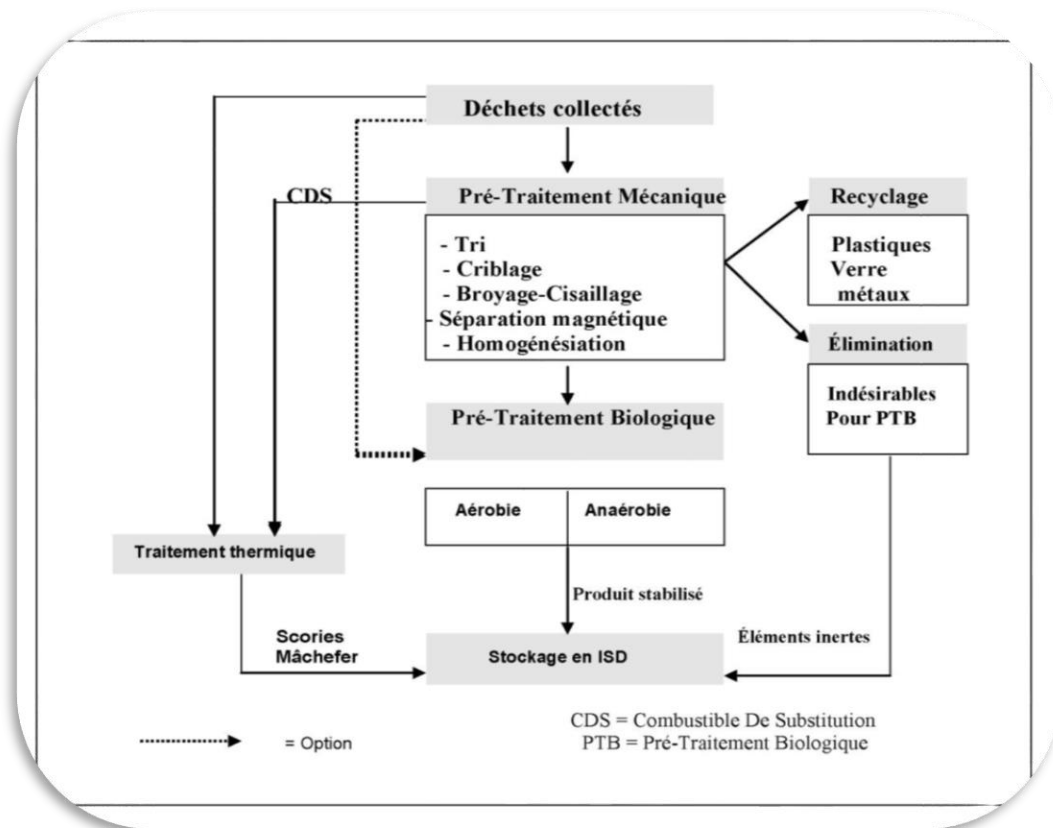 Déchets collectés
CDS
Pré-Traitement Mécanique
- Tri
- Criblage
- Broyage-Cisaillage
- Séparation magnétique
- Homogénésiation
Recyclage
Plastiques
Verre
métaux
Élimination
Indésirables
Pour PTB
Pré-Traitement Biologique
Aérobie
Anaérobie
Traitement thermique
Produit stabilisé
Scories
Mâchefer
Stockage en ISD
Éléments inertes
= Option
CDS = Combustible De Substitution
PTB = Pré-Traitement Biologique